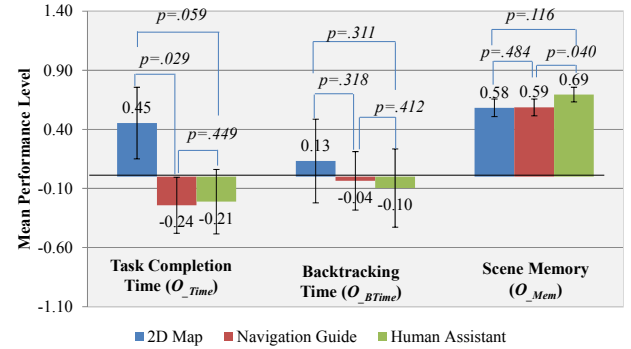 1.40
0.90
0.40
-0.10
-0.60
-1.10
Mean Performance Level
p=.059
p=.029
p=.449
0.45
-0.24
-0.21
p=.311
p=.318
p=.412
0.13
-0.04
-0.10
p=.116
p=.484
p=.040
0.58
0.59
0.69
Task Completion
Time (O_Time)
Backtracking
Time (O_BTime)
Scene Memory
(O_Mem)
2D Map
Navigation Guide
Human Assistant